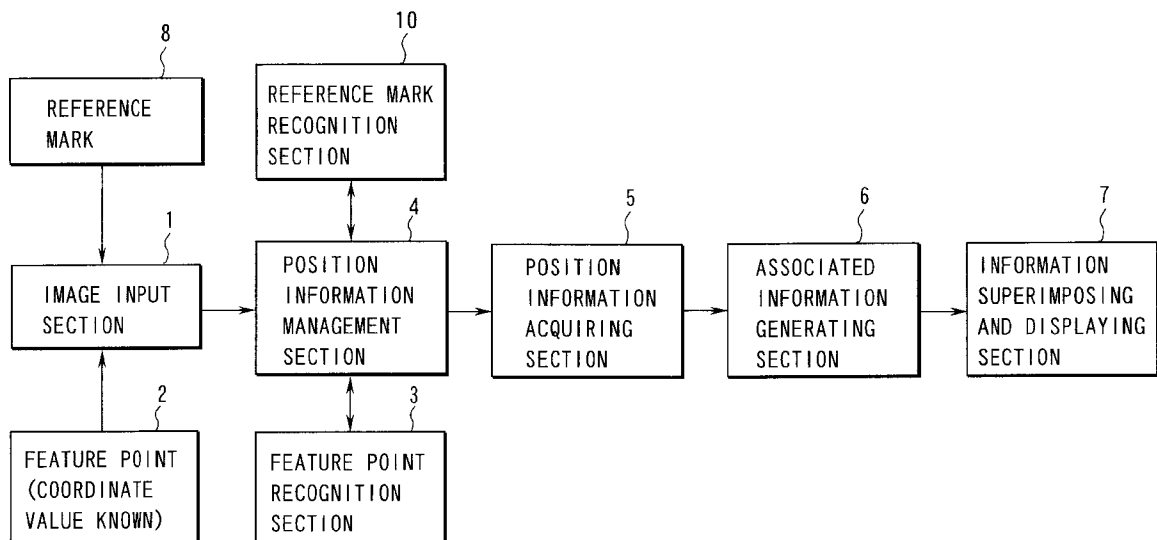 8
REFERENCE
MARK
10
REFERENCE MARK
RECOGNITION
SECTION
1
IMAGE INPUT
SECTION
4
POSITION
INFORMATION
MANAGEMENT
SECTION
5
POSITION
INFORMATION
ACQUIRING
SECTION
6
ASSOCIATED
INFORMATION
GENERATING
SECTION
7
INFORMATION
SUPERIMPOSING
AND DISPLAYING
SECTION
2
FEATURE POINT
(COORDINATE
VALUE KNOWN)
3
FEATURE POINT
RECOGNITION
SECTION